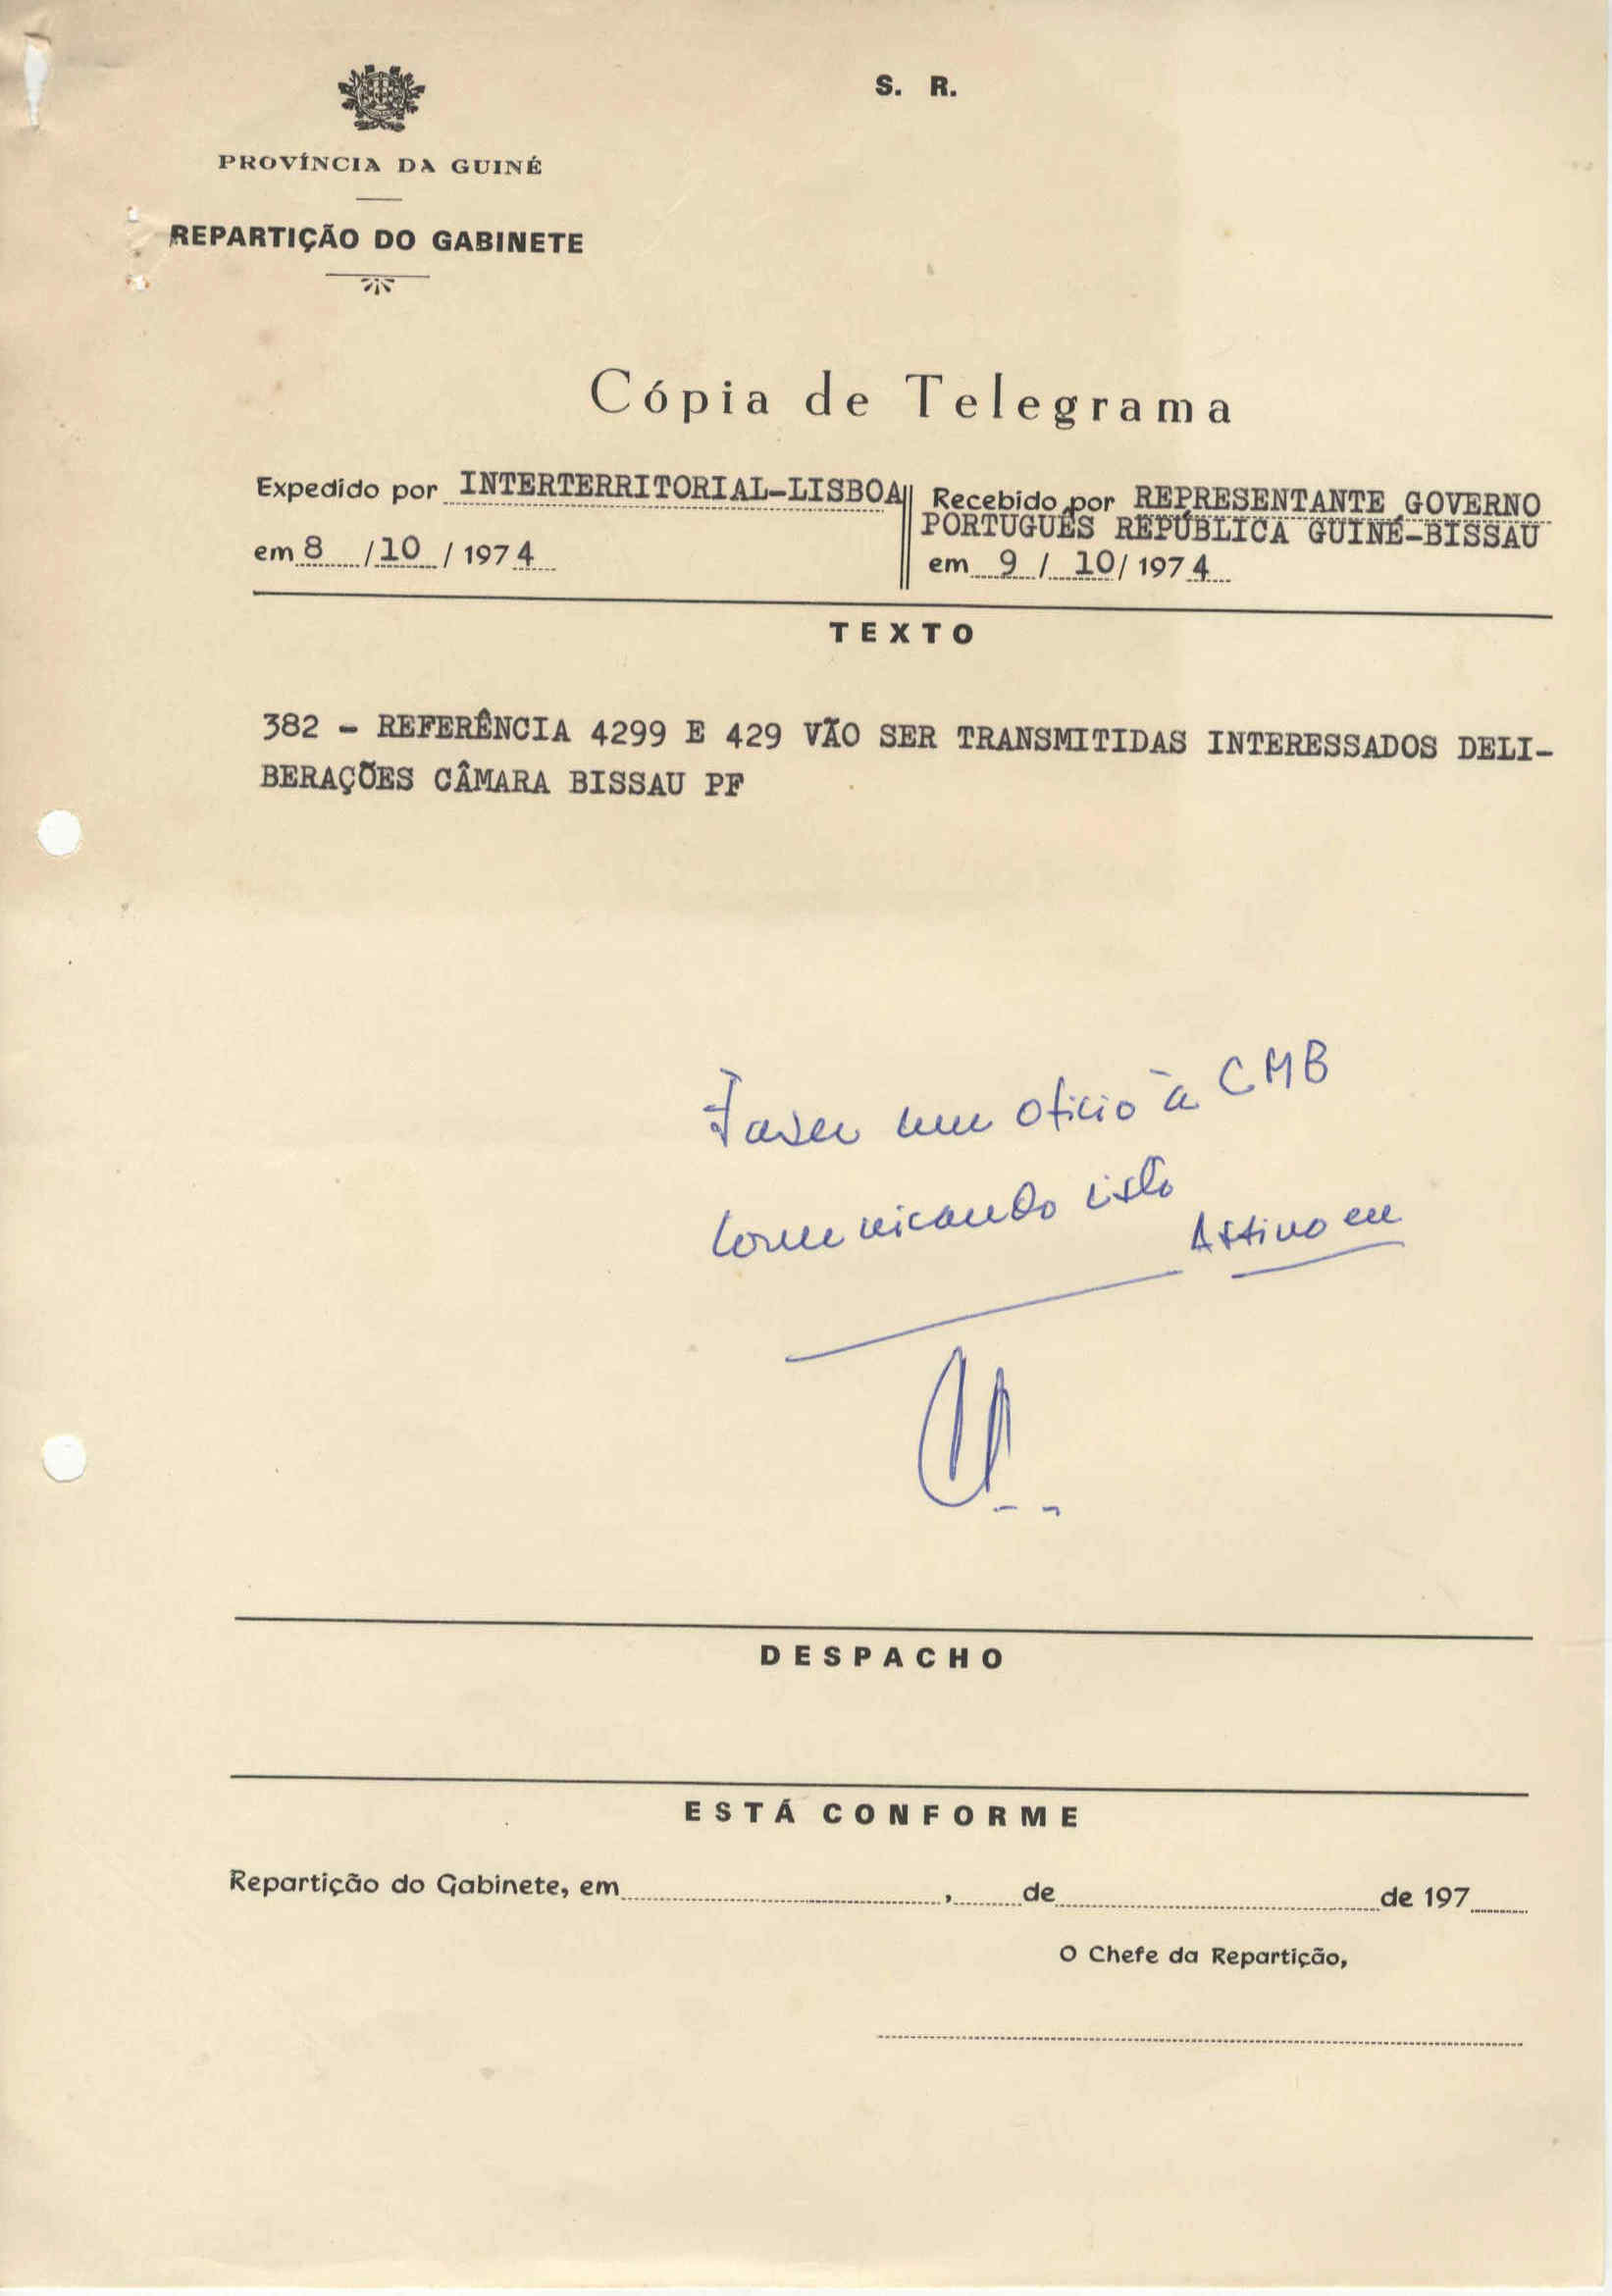 S. R.
PROVÍNCIA DA GUINÉ
REPARTIÇÃO DO GABINETE
Cópia de Telegrama
Expedido por INTERTERRITORIAL-LISBOA
em 8 / 10 / 1974
Recebido por REPRESENTANTE GOVERNO
PORTUGUÊS REPÚBLICA GUINÉ-BISSAU
em 9 / 10 / 1974
TEXTO
382 - REFERÊNCIA 4299 E 429 VÃO SER TRANSMITIDAS INTERESSADOS DELI-
BERAÇÕES CÂMARA BISSAU PF
Fazer um ofício à CMB
comunicando isto
Assino eu
DESPACHO
ESTÁ CONFORME
Repartição do Gabinete, em , de de 197
O Chefe da Repartição,